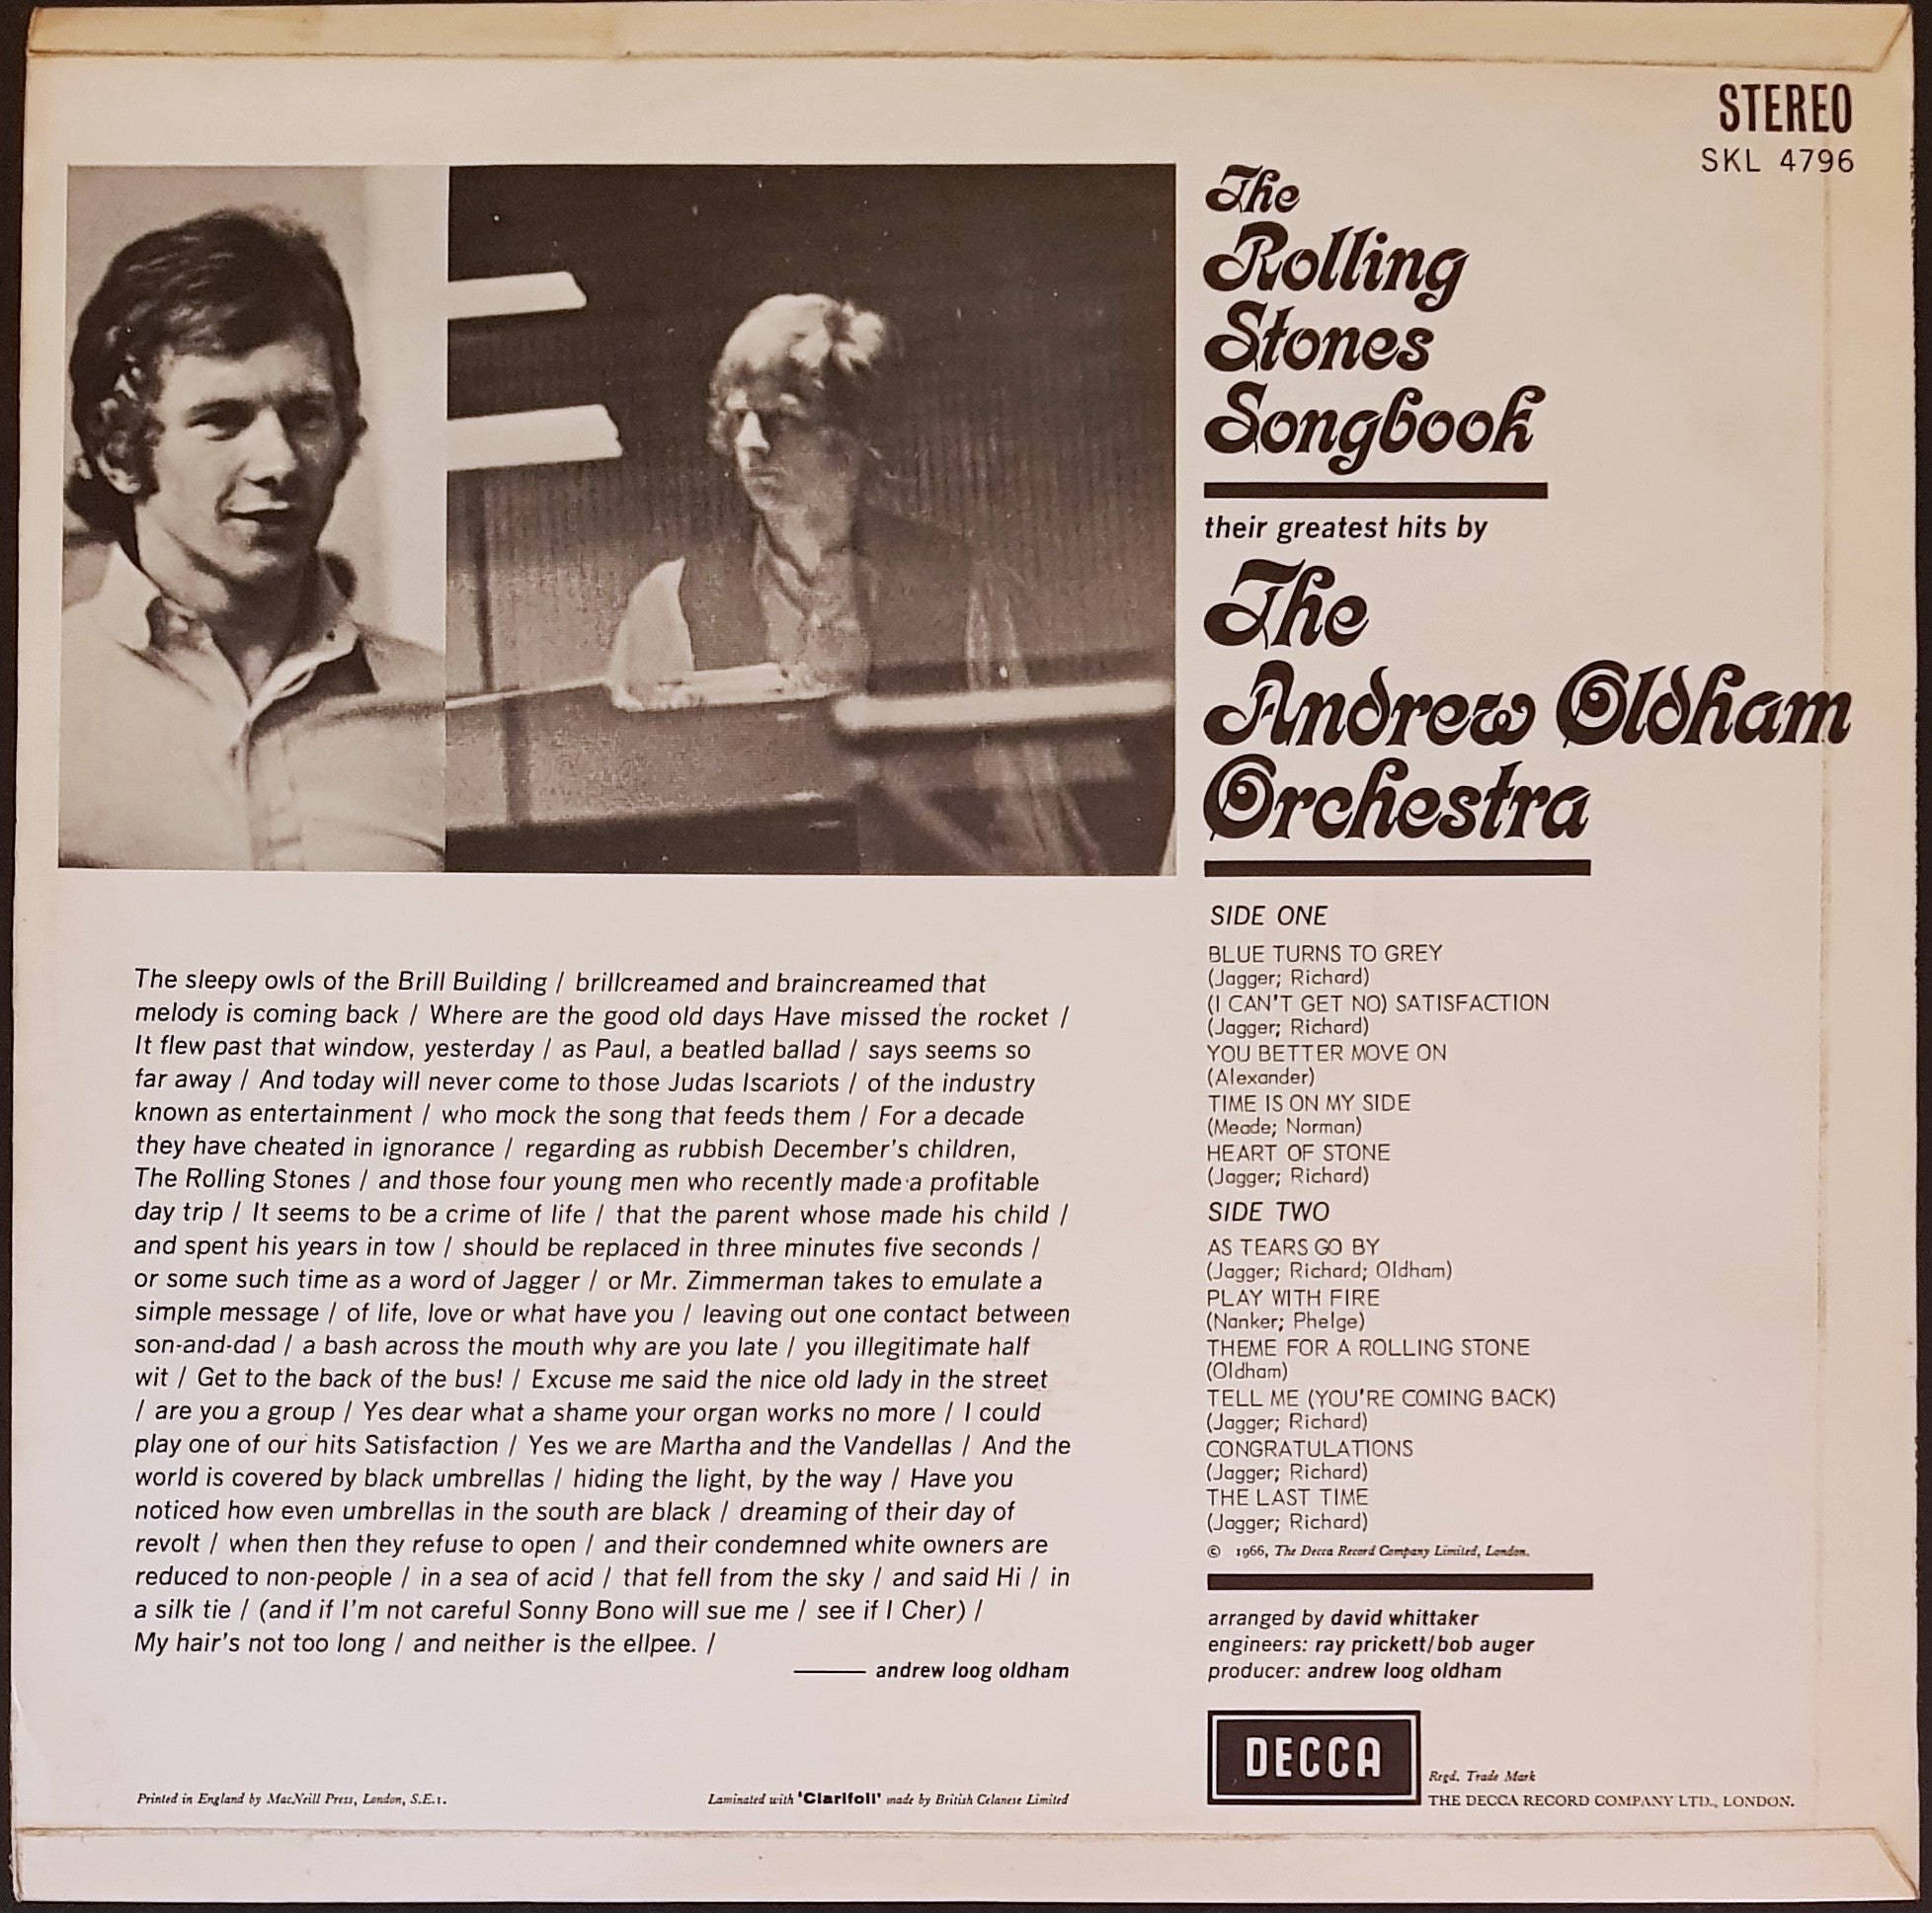 STEREO
SKL 4796
The
Rolling
Stones
Songbook
their greatest hits by
The
Andrew Oldham
Orchestra
SIDE ONE
BLUE TURNS TO GREY
(Jagger; Richard)
(I CAN'T GET NO) SATISFACTION
(Jagger; Richard)
YOU BETTER MOVE ON
(Alexander)
TIME IS ON MY SIDE
(Meade; Norman)
HEART OF STONE
(Jagger; Richard)
SIDE TWO
AS TEARS GO BY
(Jagger; Richard; Oldham)
PLAY WITH FIRE
(Nanker; Phelge)
THEME FOR A ROLLING STONE
(Oldham)
TELL ME (YOU'RE COMING BACK)
(Jagger; Richard)
CONGRATULATIONS
(Jagger; Richard)
THE LAST TIME
(Jagger; Richard)
© 1966, The Decca Record Company Limited, London.
arranged by david whittaker
engineers: ray prickett/bob auger
producer: andrew loog oldham
DECCA
Regd. Trade Mark
THE DECCA RECORD COMPANY LTD., LONDON.
The sleepy owls of the Brill Building / brillcreamed and braincreamed that
melody is coming back / Where are the good old days Have missed the rocket /
It flew past that window, yesterday / as Paul, a beatled ballad / says seems so
far away / And today will never come to those Judas Iscariots / of the industry
known as entertainment / who mock the song that feeds them / For a decade
they have cheated in ignorance / regarding as rubbish December's children,
The Rolling Stones / and those four young men who recently made a profitable
day trip / It seems to be a crime of life / that the parent whose made his child /
and spent his years in tow / should be replaced in three minutes five seconds /
or some such time as a word of Jagger / or Mr. Zimmerman takes to emulate a
simple message / of life, love or what have you / leaving out one contact between
son-and-dad / a bash across the mouth why are you late / you illegitimate half
wit / Get to the back of the bus! / Excuse me said the nice old lady in the street
/ are you a group / Yes dear what a shame your organ works no more / I could
play one of our hits Satisfaction / Yes we are Martha and the Vandellas / And the
world is covered by black umbrellas / hiding the light, by the way / Have you
noticed how even umbrellas in the south are black / dreaming of their day of
revolt / when then they refuse to open / and their condemned white owners are
reduced to non-people / in a sea of acid / that fell from the sky / and said Hi / in
a silk tie / (and if I'm not careful Sonny Bono will sue me / see if I Cher) /
My hair's not too long / and neither is the ellpee. /
—— andrew loog oldham
Printed in England by MacNeill Press, London, S.E.1.
Laminated with 'Clarifoil' made by British Celanese Limited